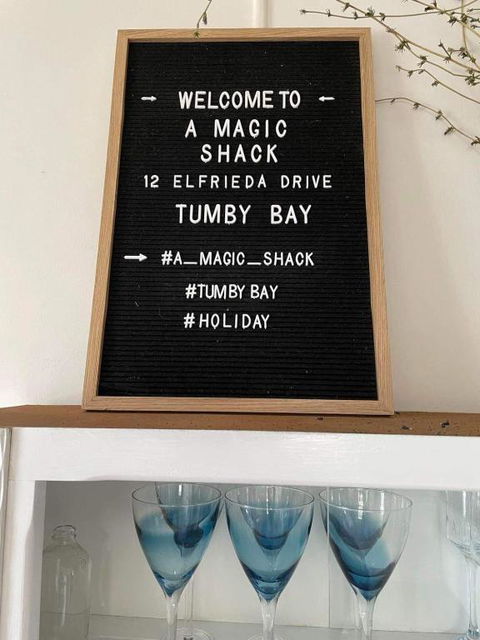 → WELCOME TO ←
A MAGIC
SHACK
12 ELFRIEDA DRIVE
TUMBY BAY
→ #A_MAGIC_SHACK
#TUMBY BAY
#HOLIDAY